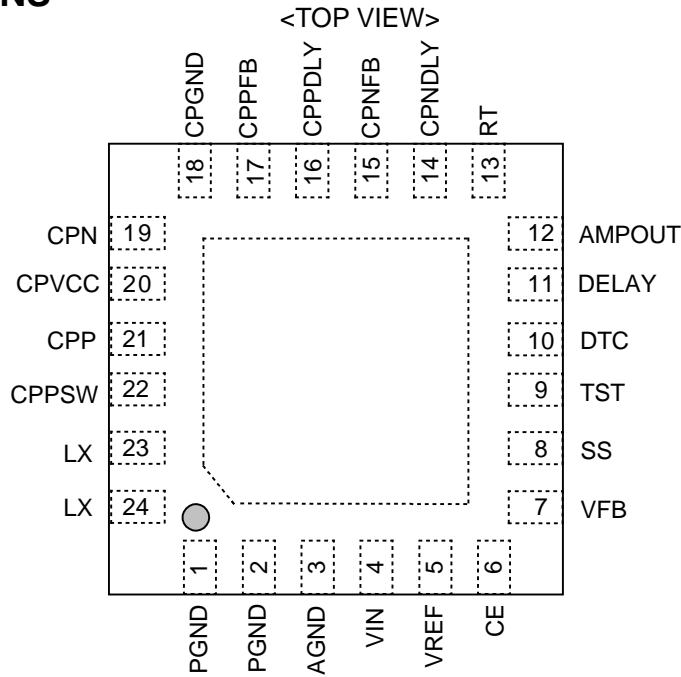 <TOP VIEW>
CPGND
CPPFB
CPPDLY
CPNFB
CPNDLY
RT
18
17
16
15
14
13
CPN 19
CPVCC 20
CPP 21
CPPSW 22
LX 23
LX 24
12 AMPOUT
11 DELAY
10 DTC
9 TST
8 SS
7 VFB
1
2
3
4
5
6
PGND
PGND
AGND
VIN
VREF
CE